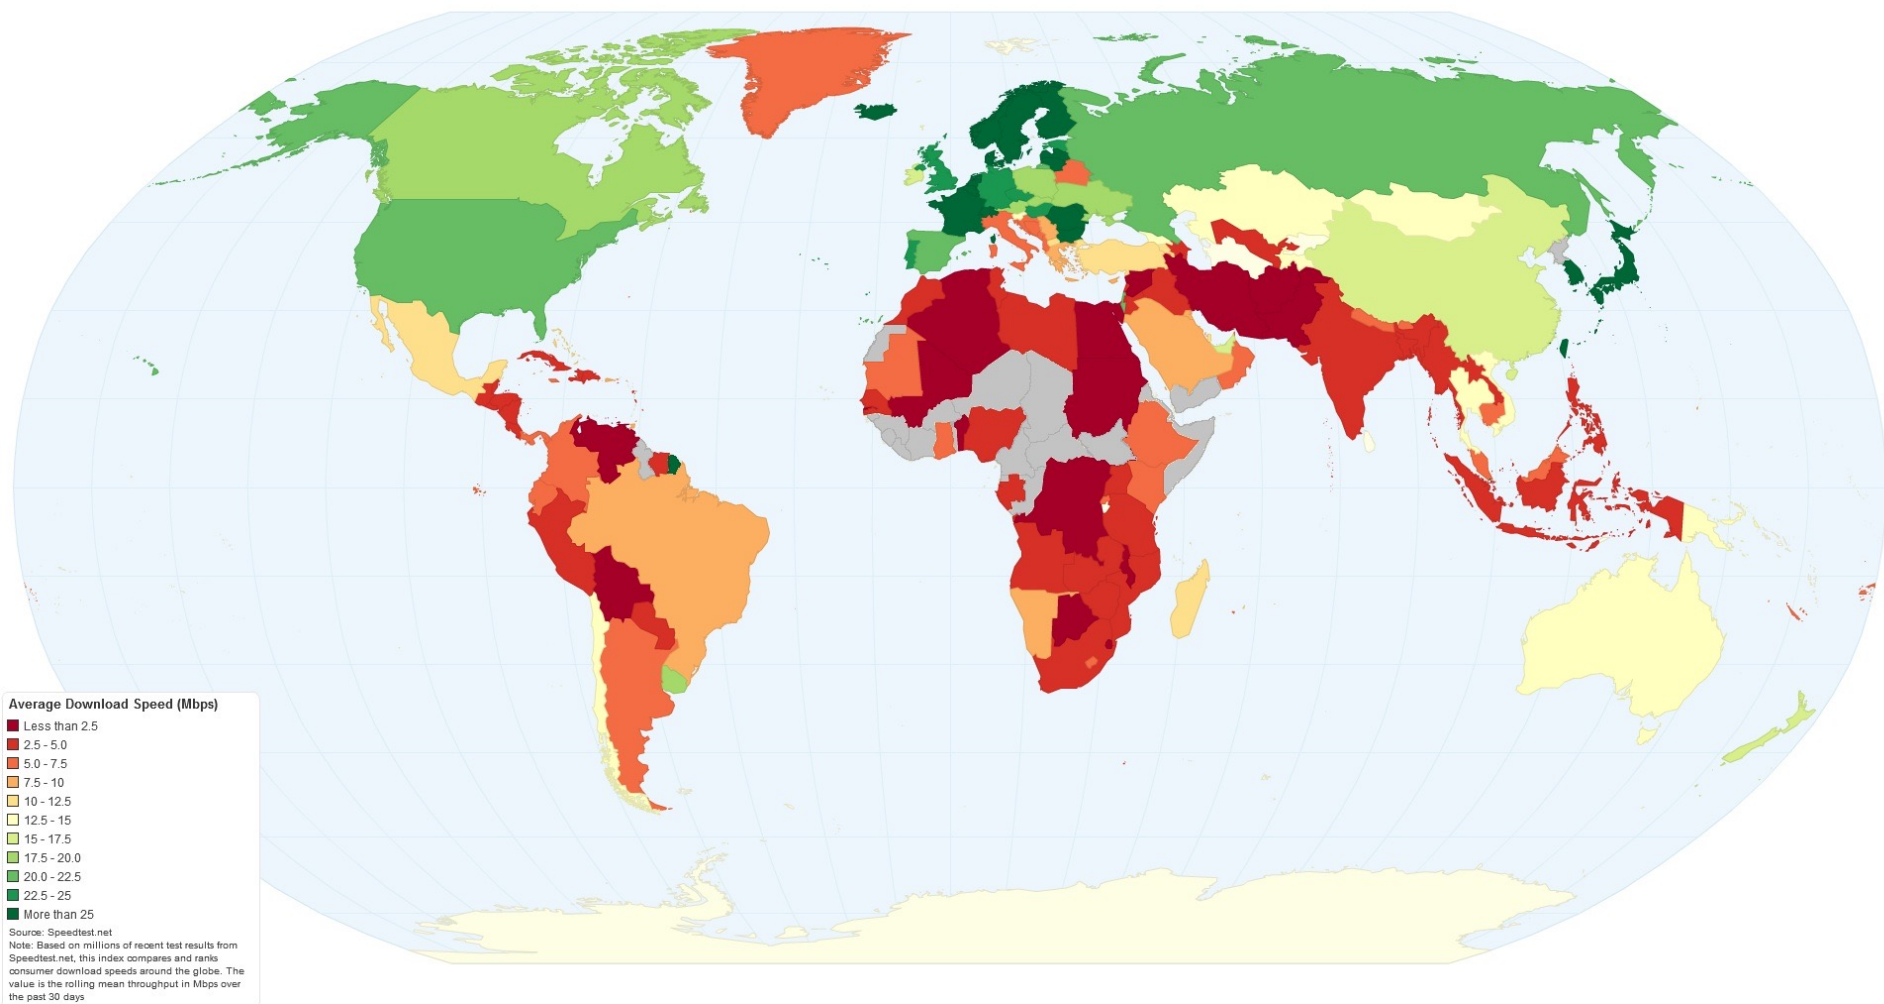 Average Download Speed (Mbps)
Less than 2.5
2.5 - 5.0
5.0 - 7.5
7.5 - 10
10 - 12.5
12.5 - 15
15 - 17.5
17.5 - 20.0
20.0 - 22.5
22.5 - 25
More than 25
Source: Speedtest.net
Note: Based on millions of recent test results from
Speedtest.net, this index compares and ranks
consumer download speeds around the globe. The
value is the rolling mean throughput in Mbps over
the past 30 days